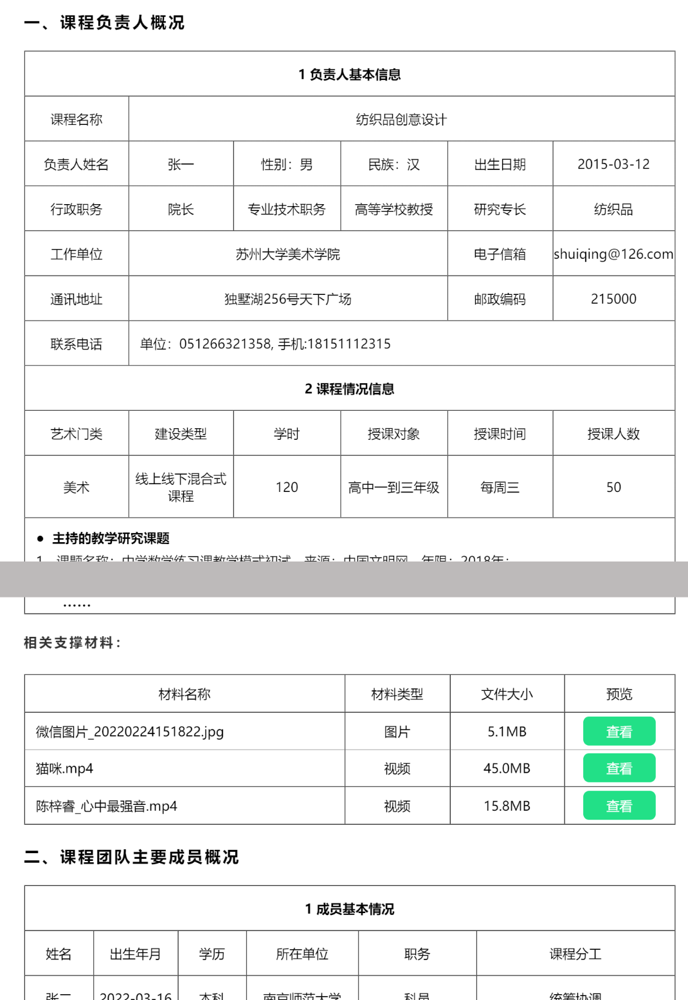 一、课程负责人概况
1 负责人基本信息
课程名称 纺织品创意设计
负责人姓名 张一 性别：男 民族：汉 出生日期 2015-03-12
行政职务 院长 专业技术职务 高等学校教授 研究专长 纺织品
工作单位 苏州大学美术学院 电子信箱 shuiqing@126.com
通讯地址 独墅湖256号天下广场 邮政编码 215000
联系电话 单位：051266321358, 手机:18151112315
2 课程情况信息
艺术门类 建设类型 学时 授课对象 授课时间 授课人数
美术 线上线下混合式 120 高中一到三年级 每周三 50
课程
● 主持的教学研究课题
1、课题名称：中学数学练习课教学模式初试，来源：中国文明网，年限：2018年；
......
相关支撑材料：
材料名称 材料类型 文件大小 预览
微信图片_20220224151822.jpg 图片 5.1MB 查看
猫咪.mp4 视频 45.0MB 查看
陈梓睿_心中最强音.mp4 视频 15.8MB 查看
二、课程团队主要成员概况
1 成员基本情况
姓名 出生年月 学历 所在单位 职务 课程分工
张二 2022-03-16 本科 南京师范大学 科员 统筹协调